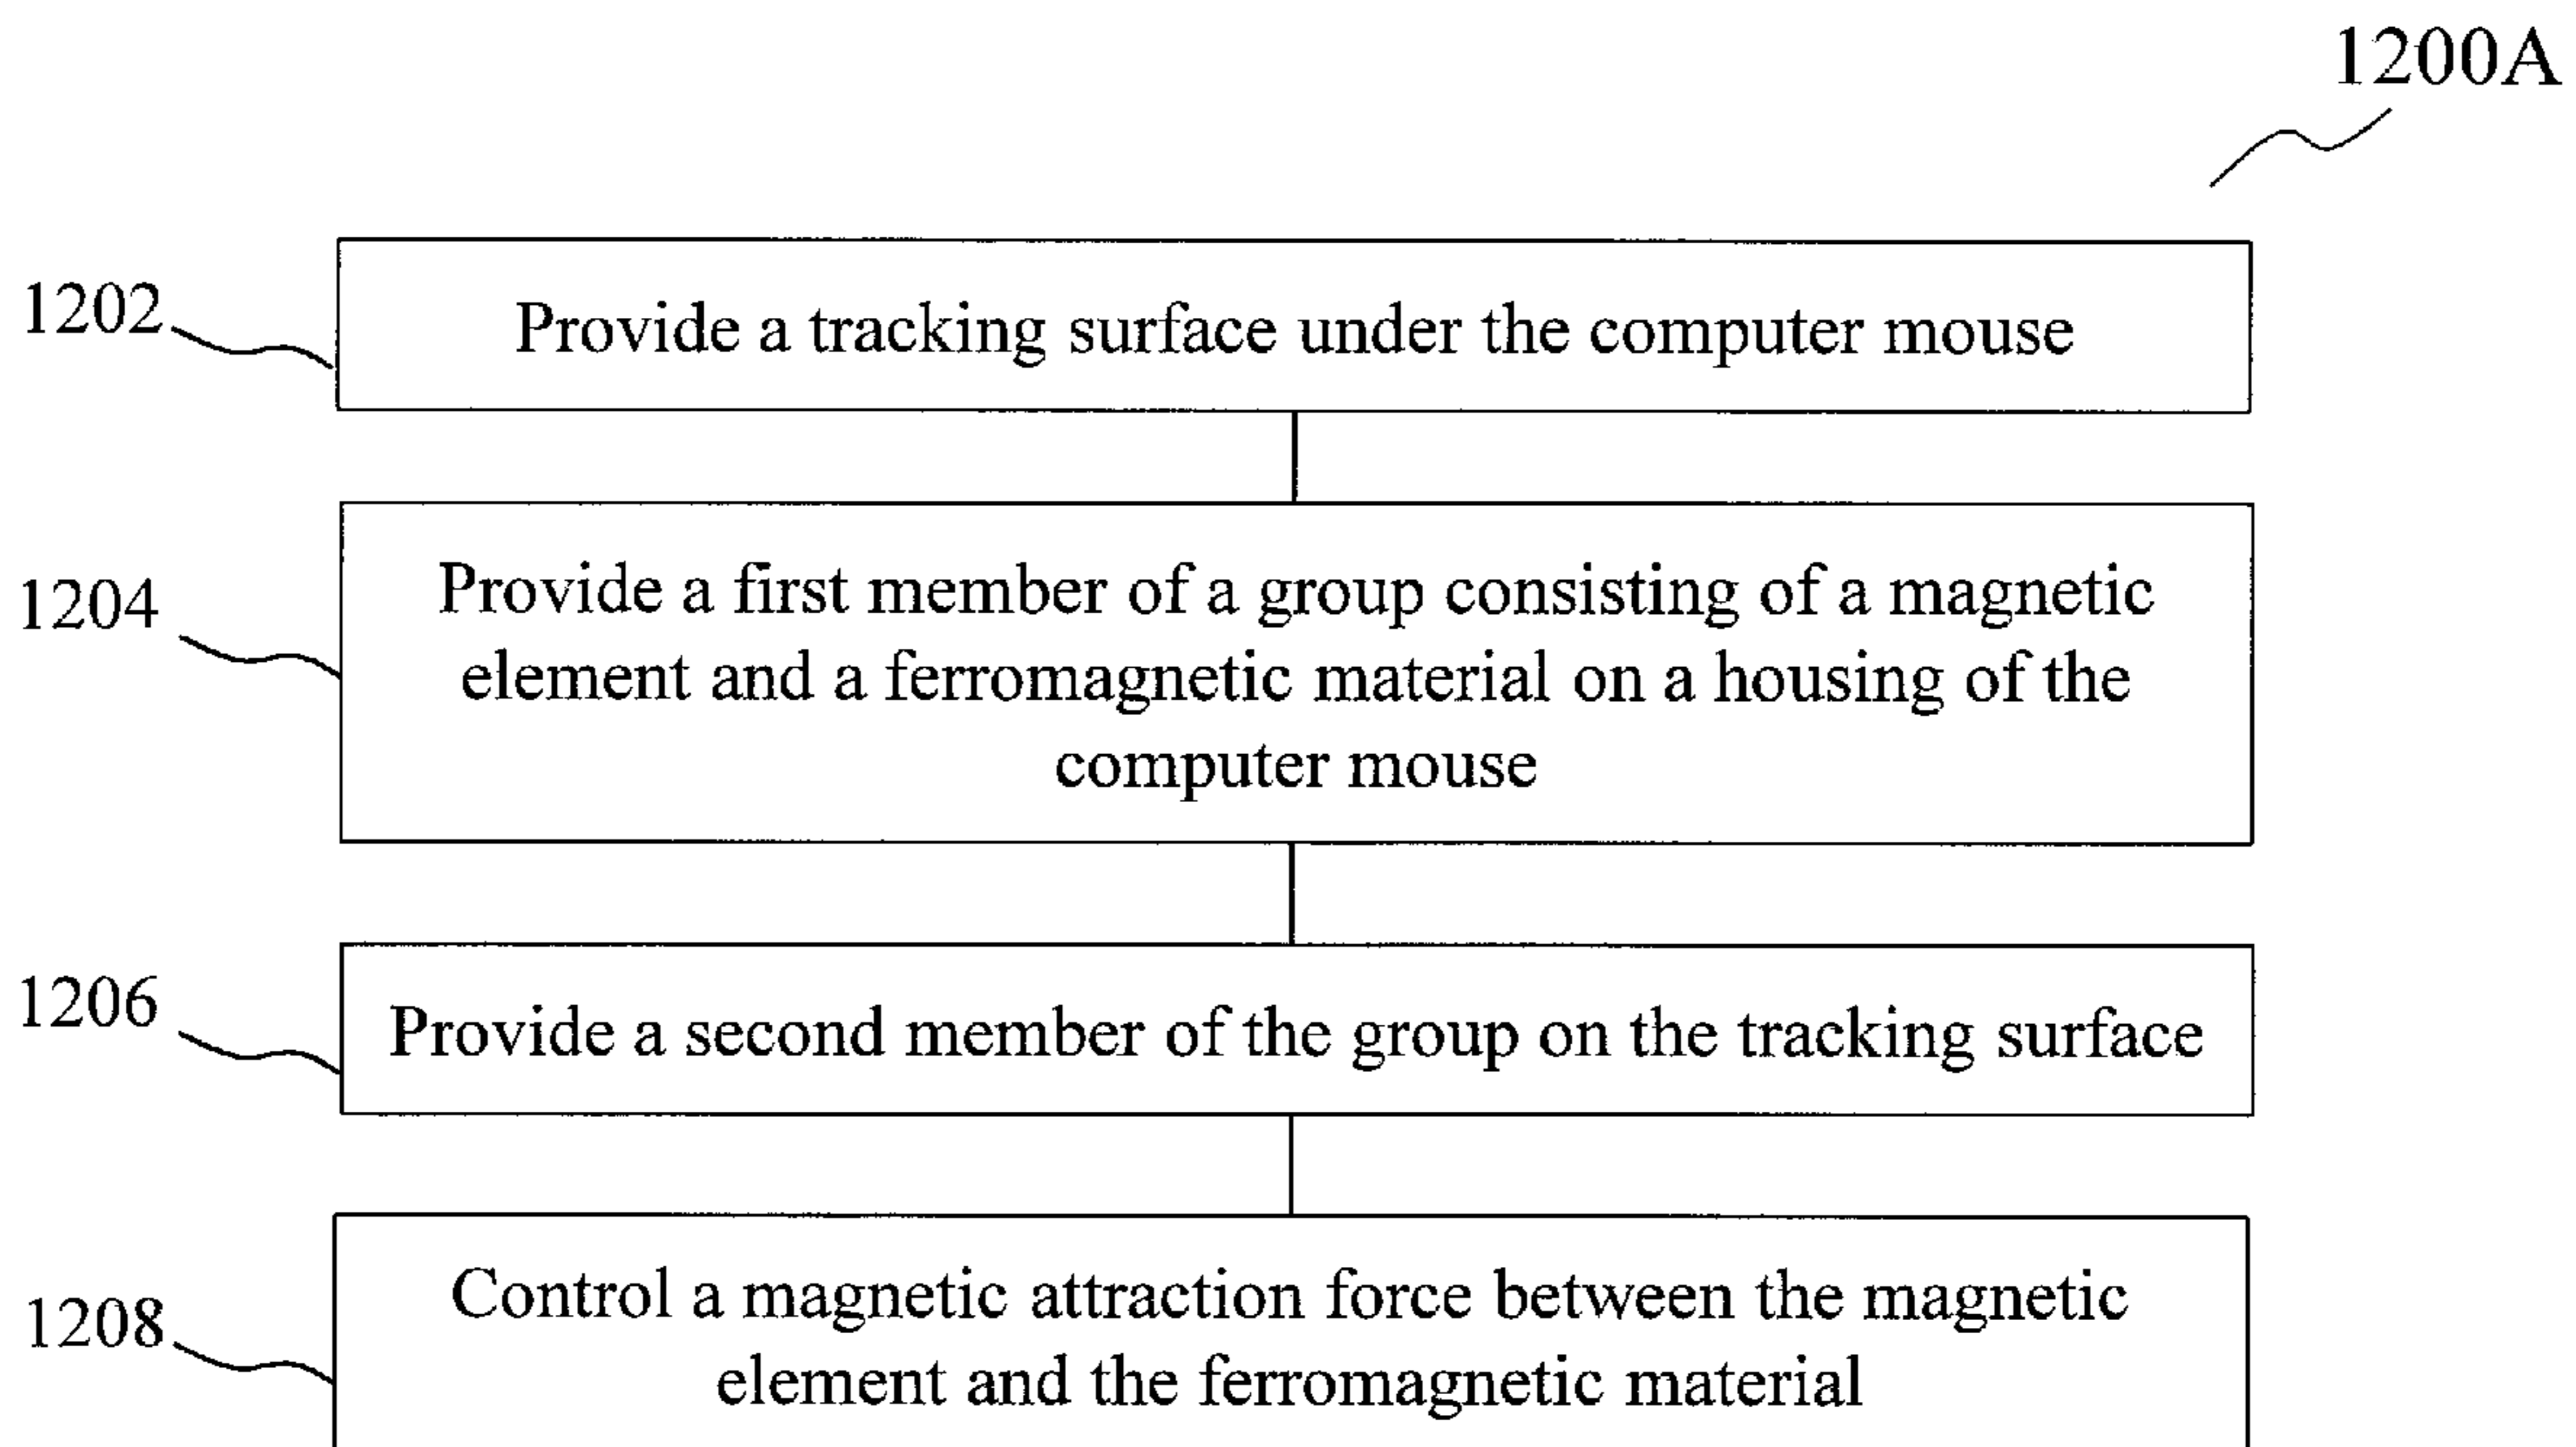 1200A
1202
Provide a tracking surface under the computer mouse
1204
Provide a first member of a group consisting of a magnetic
element and a ferromagnetic material on a housing of the
computer mouse
1206
Provide a second member of the group on the tracking surface
1208
Control a magnetic attraction force between the magnetic
element and the ferromagnetic material